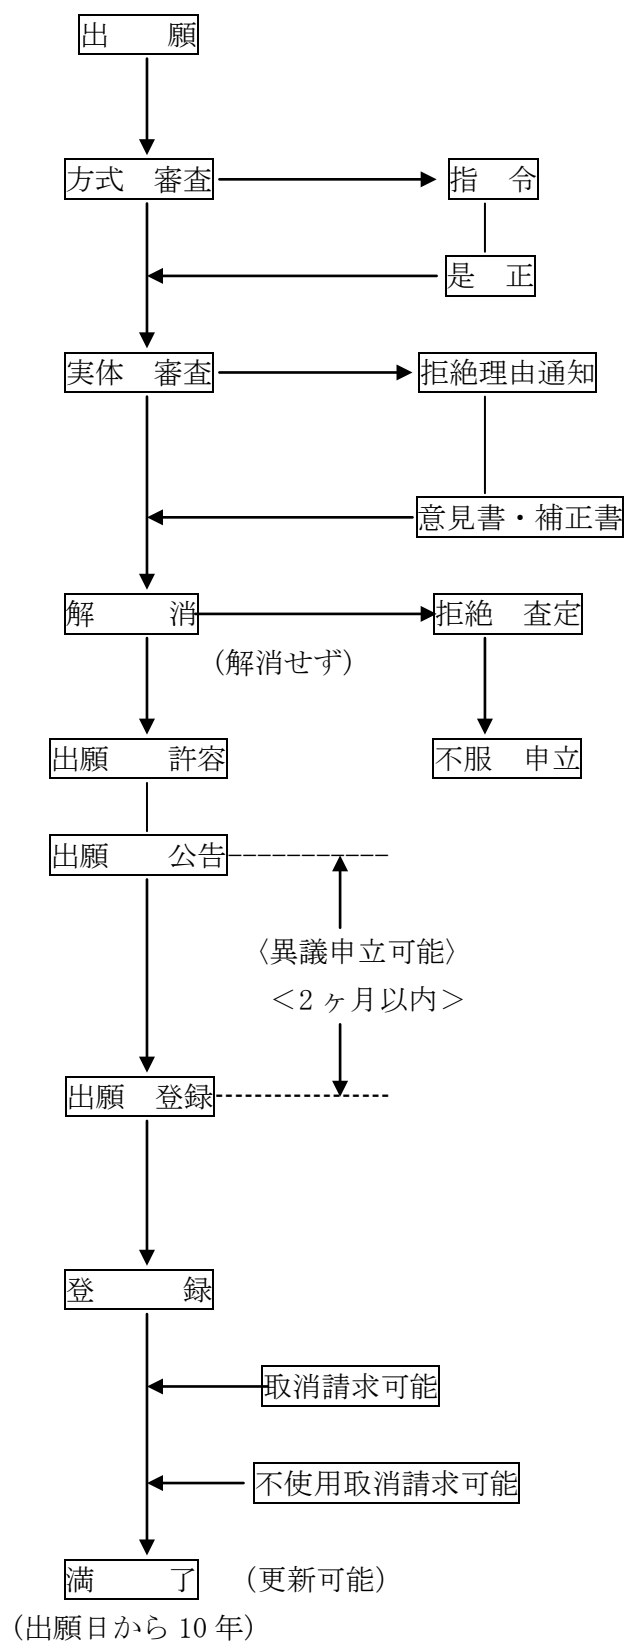 出　　願
方式　審査
指　令
是　正
実体　審査
拒絶理由通知
意見書・補正書
解　　消
拒絶　査定
(解消せず)
出願　　許容
不服　申立
出願　　公告
〈異議申立可能〉
＜2 ヶ月以内＞
出願　登録
登　　　録
取消請求可能
不使用取消請求可能
満　　　了
(更新可能)
(出願日から 10 年)